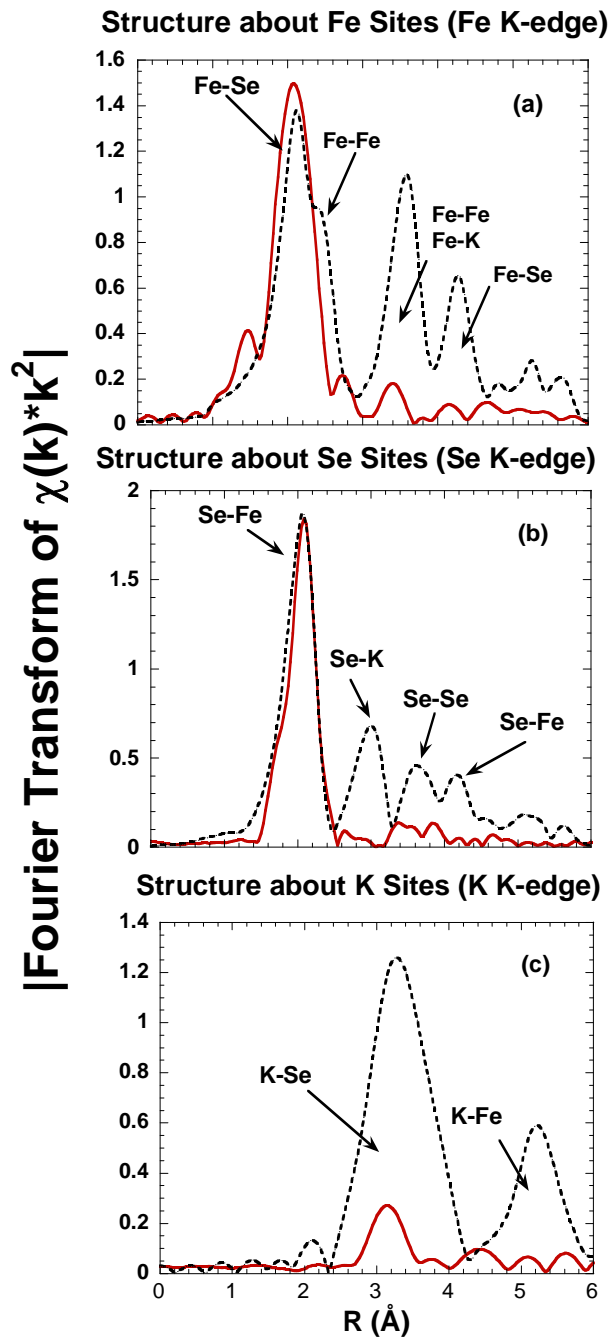 Structure about Fe Sites (Fe K-edge)
1.6
1.4
1.2
1
0.8
0.6
0.4
0.2
0
Fe-Se
Fe-Fe
(a)
Fe-Fe
Fe-K
Fe-Se
|Fourier Transform of χ(k)*k²|
Structure about Se Sites (Se K-edge)
2
1.5
1
0.5
0
Se-Fe
(b)
Se-K
Se-Se
Se-Fe
Structure about K Sites (K K-edge)
1.4
1.2
1
0.8
0.6
0.4
0.2
0
(c)
K-Se
K-Fe
0 1 2 3 4 5 6
R (Å)